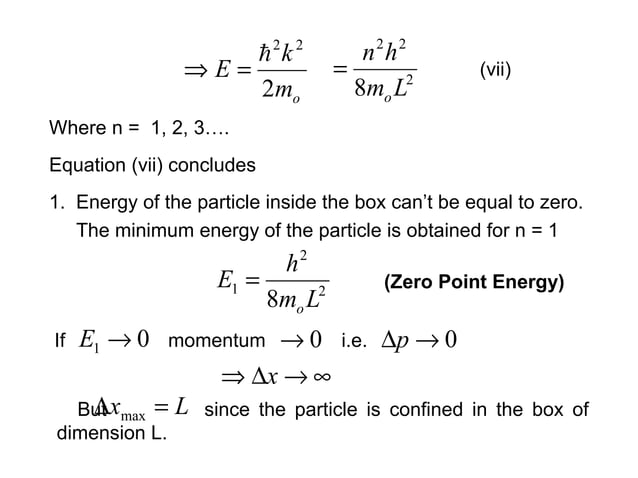 ⇒ E = ħ²k² / 2mₒ = n²h² / 8mₒL² (vii)
Where n = 1, 2, 3….
Equation (vii) concludes
1. Energy of the particle inside the box can’t be equal to zero.
The minimum energy of the particle is obtained for n = 1
E₁ = h² / 8mₒL² (Zero Point Energy)
If E₁ → 0 momentum → 0 i.e. Δp → 0
⇒ Δx → ∞
But Δxmax = L since the particle is confined in the box of
dimension L.